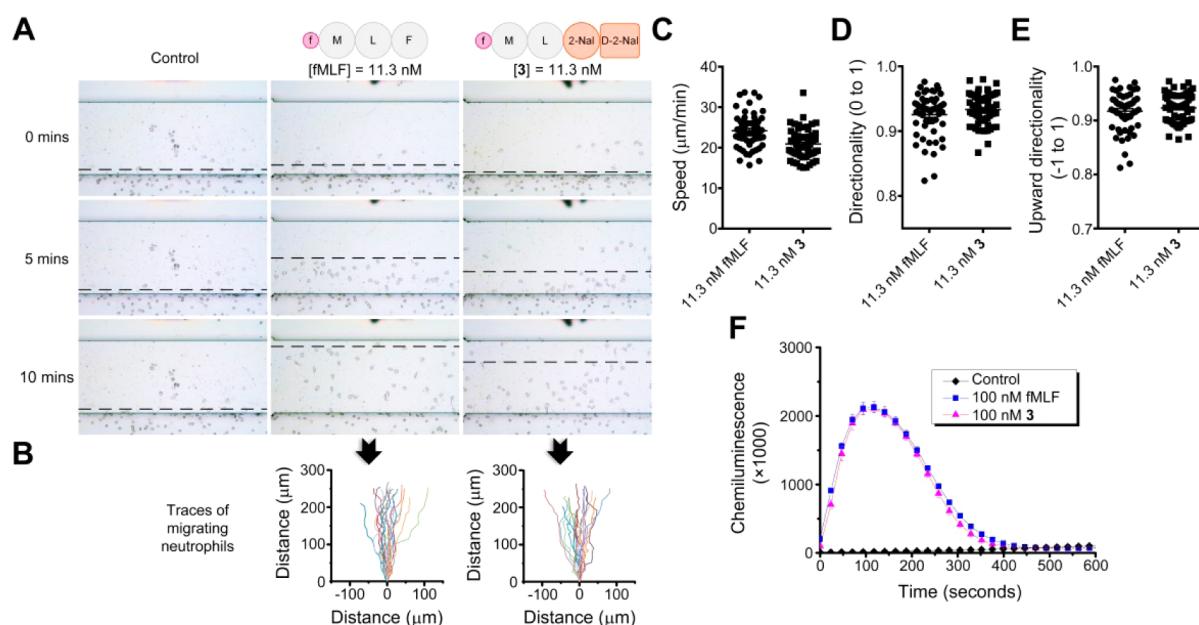 A
Control
f M L F
[fMLF] = 11.3 nM
f M L 2-Nal D-2-Nal
[3] = 11.3 nM
0 mins
5 mins
10 mins
B
Traces of
migrating
neutrophils
Distance (μm)
300
200
100
0
-100 0 100
Distance (μm)
Distance (μm)
300
200
100
0
-100 0 100
Distance (μm)
C
Speed (μm/min)
40
30
20
10
0
11.3 nM fMLF
11.3 nM 3
D
Directionality (0 to 1)
1.0
0.9
0.8
11.3 nM fMLF
11.3 nM 3
E
Upward directionality
(-1 to 1)
1.0
0.9
0.8
0.7
11.3 nM fMLF
11.3 nM 3
F
Chemiluminescence
(×1000)
3000
2000
1000
0
Control
100 nM fMLF
100 nM 3
0 100 200 300 400 500 600
Time (seconds)